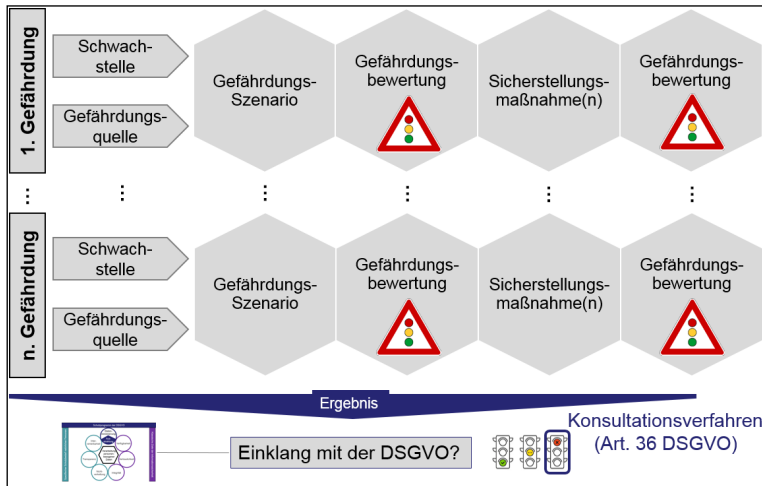 1. Gefährdung
Schwach-
stelle
Gefährdungs-
quelle
Gefährdungs-
Szenario
Gefährdungs-
bewertung
Sicherstellungs-
maßnahme(n)
Gefährdungs-
bewertung
...
...
...
...
...
...
n. Gefährdung
Schwach-
stelle
Gefährdungs-
quelle
Gefährdungs-
Szenario
Gefährdungs-
bewertung
Sicherstellungs-
maßnahme(n)
Gefährdungs-
bewertung
Ergebnis
Einklang mit der DSGVO?
Konsultationsverfahren
(Art. 36 DSGVO)